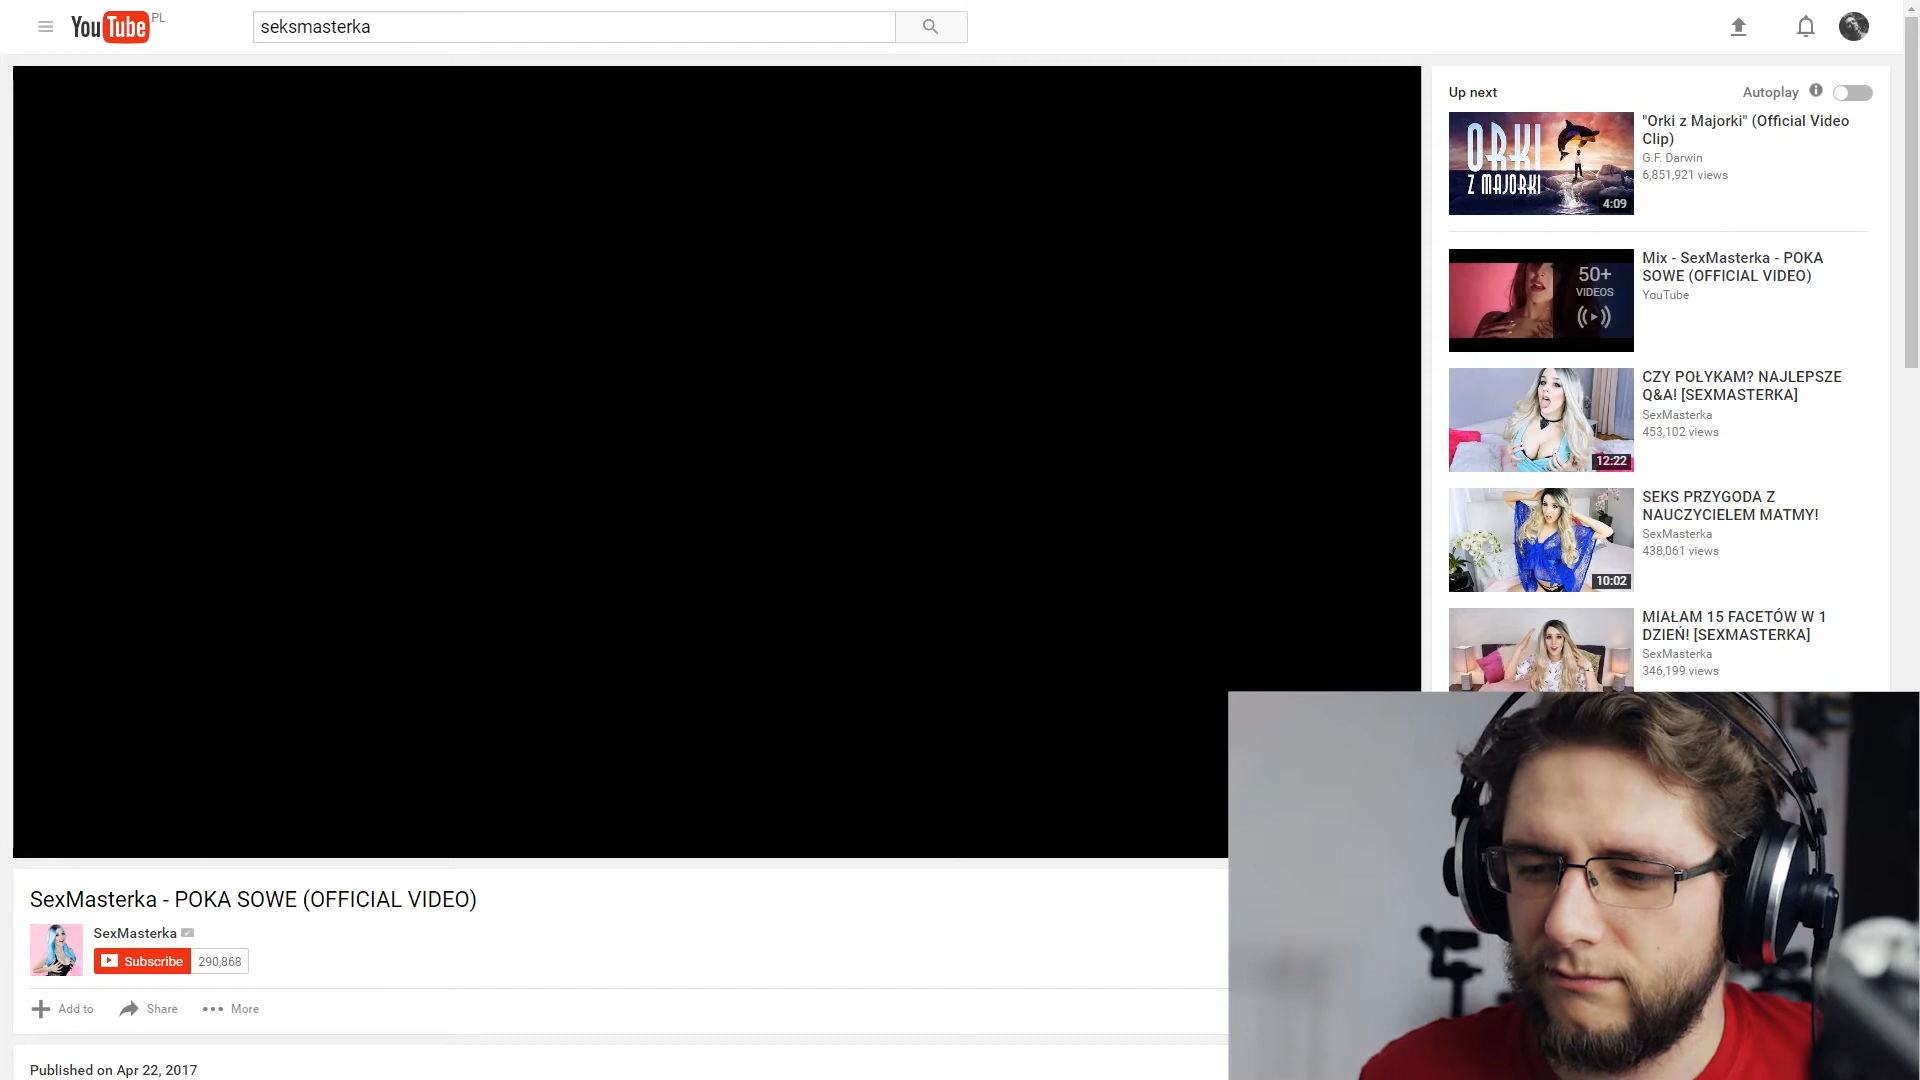 YouTube PL
seksmasterka
Up next
Autoplay
"Orki z Majorki" (Official Video
Clip)
G.F. Darwin
6,851,921 views
ORKI
Z MAJORKI
4:09
Mix - SexMasterka - POKA
SOWE (OFFICIAL VIDEO)
YouTube
50+
VIDEOS
CZY POŁYKAM? NAJLEPSZE
Q&A! [SEXMASTERKA]
SexMasterka
453,102 views
12:22
SEKS PRZYGODA Z
NAUCZYCIELEM MATMY!
SexMasterka
438,061 views
10:02
MIAŁAM 15 FACETÓW W 1
DZIEŃ! [SEXMASTERKA]
SexMasterka
346,199 views
SexMasterka - POKA SOWE (OFFICIAL VIDEO)
SexMasterka
Subscribe 290,868
Add to Share More
Published on Apr 22, 2017